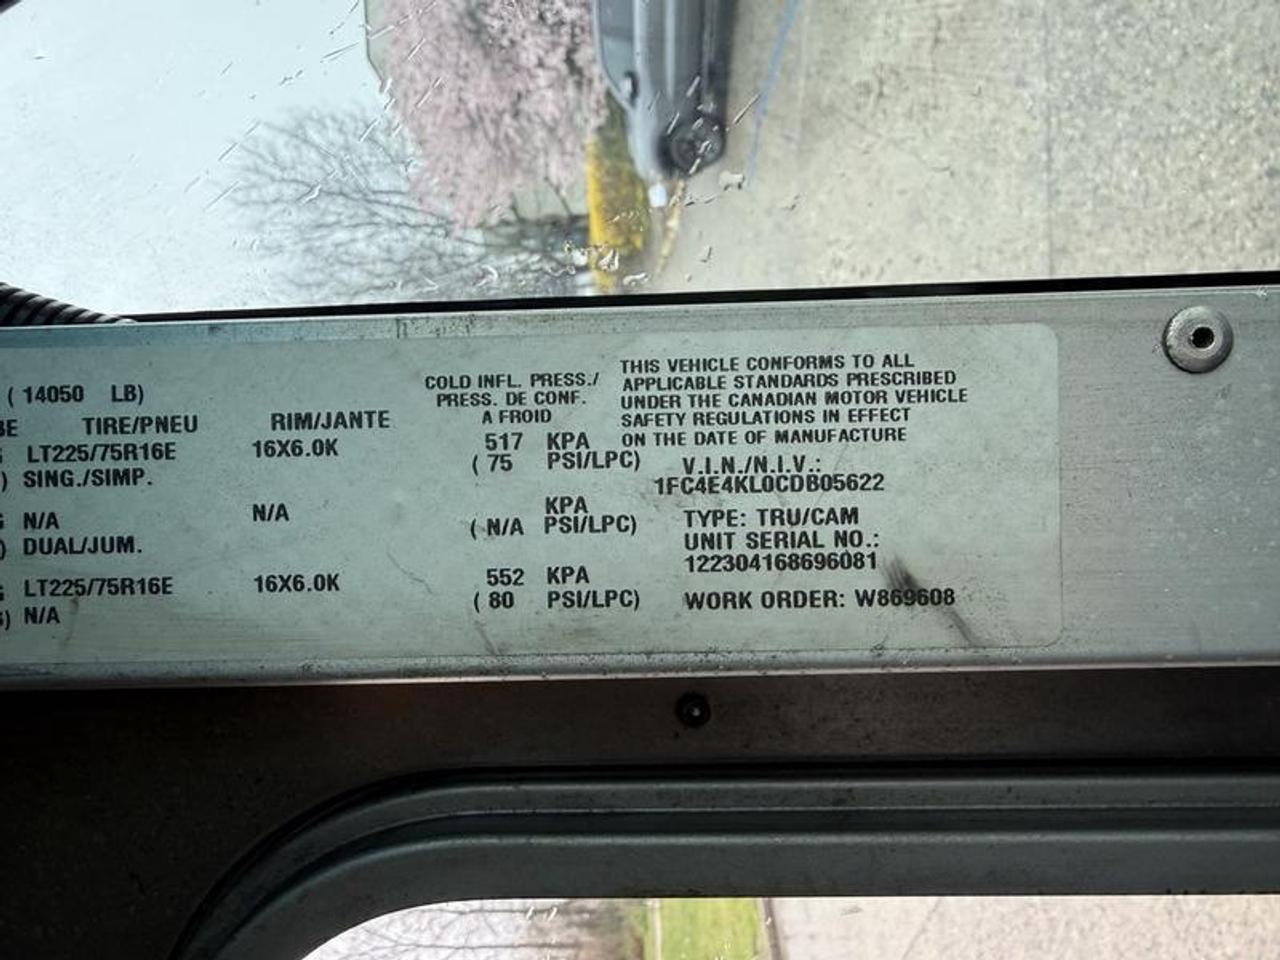 ( 14050 LB)
TIRE/PNEU RIM/JANTE COLD INFL. PRESS./
PRESS. DE CONF.
A FROID
LT225/75R16E 16X6.0K 517 KPA
) SING./SIMP. ( 75 PSI/LPC)
KPA
N/A N/A ( N/A PSI/LPC)
) DUAL/JUM.
LT225/75R16E 16X6.0K 552 KPA
) N/A ( 80 PSI/LPC)
THIS VEHICLE CONFORMS TO ALL
APPLICABLE STANDARDS PRESCRIBED
UNDER THE CANADIAN MOTOR VEHICLE
SAFETY REGULATIONS IN EFFECT
ON THE DATE OF MANUFACTURE
V.I.N./N.I.V.:
1FC4E4KL0CDB05622
TYPE: TRU/CAM
UNIT SERIAL NO.:
122304168696081
WORK ORDER: W869608